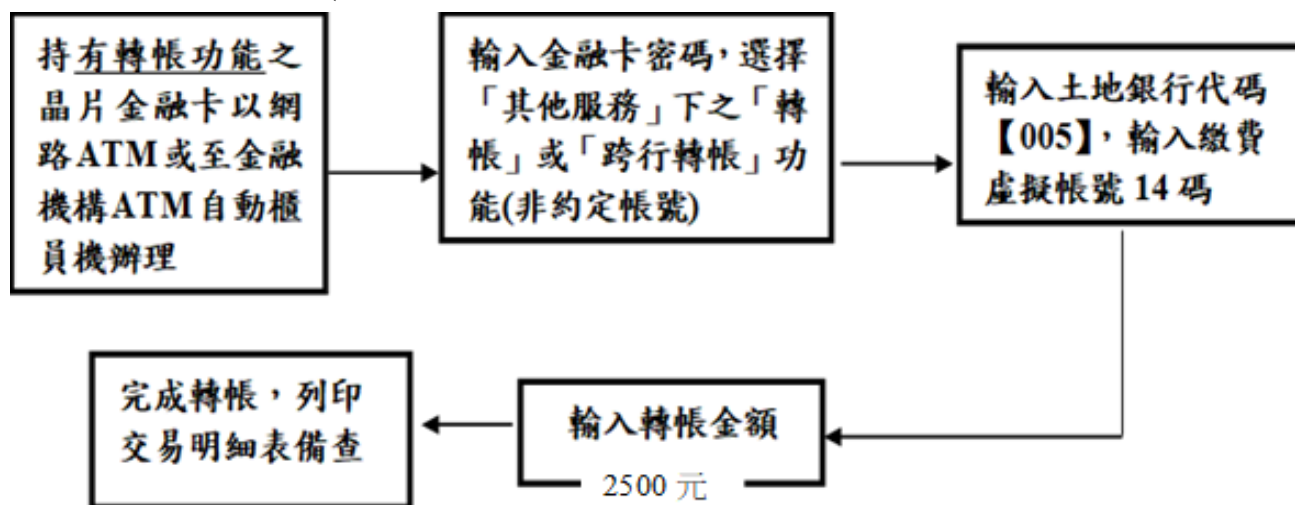 持有轉帳功能之
晶片金融卡以網
路ATM或至金融
機構ATM自動櫃
員機辦理
輸入金融卡密碼，選擇
「其他服務」下之「轉
帳」或「跨行轉帳」功
能(非約定帳號)
輸入土地銀行代碼
【005】，輸入繳費
虛擬帳號14碼
輸入轉帳金額
2500元
完成轉帳，列印
交易明細表備查